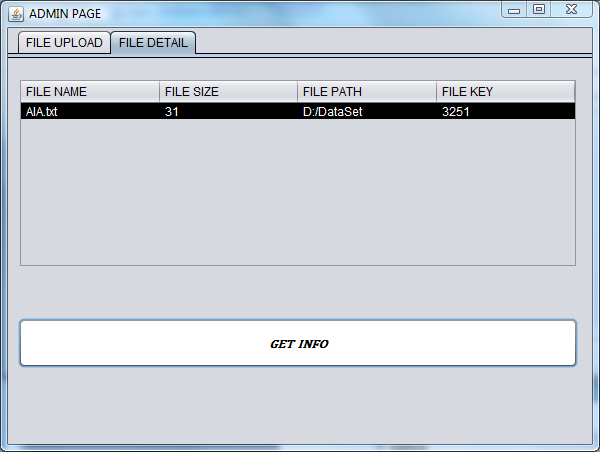 ADMIN PAGE
FILE UPLOAD FILE DETAIL
FILE NAME FILE SIZE FILE PATH FILE KEY
AIA.txt 31 D:/DataSet 3251
GET INFO